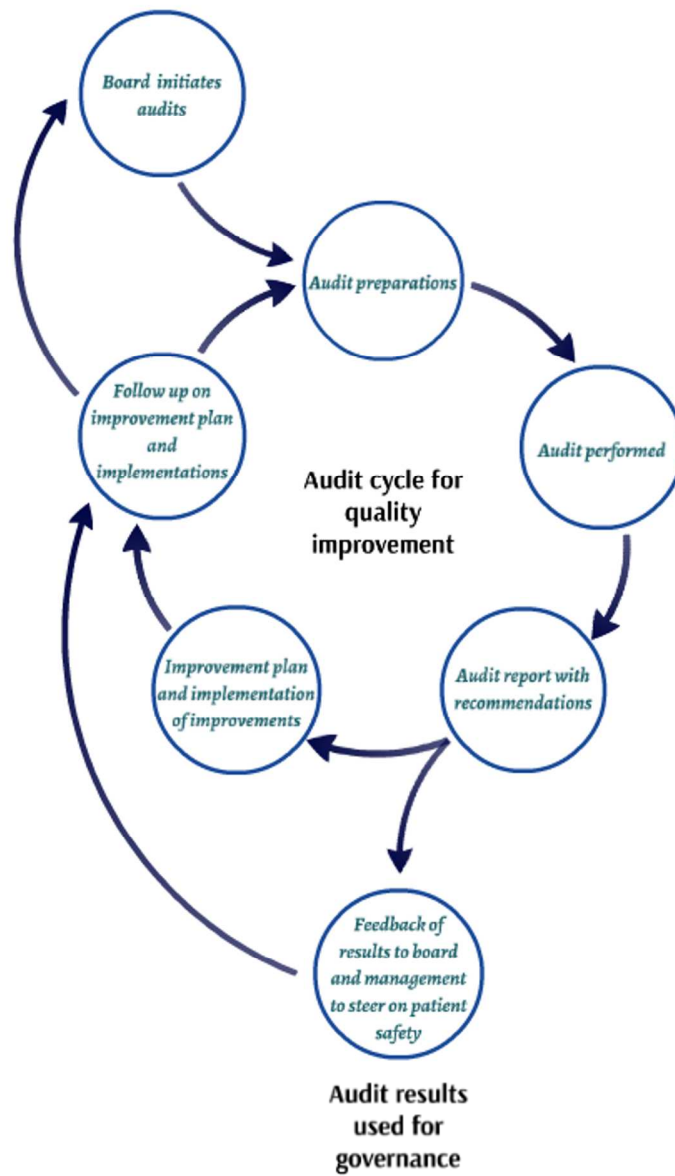 Board initiates
audits
Audit preparations
Follow up on
improvement plan
and
implementations
Audit performed
Audit cycle for
quality
improvement
Improvement plan
and implementation
of improvements
Audit report with
recommendations
Feedback of
results to board
and management
to steer on patient
safety
Audit results
used for
governance